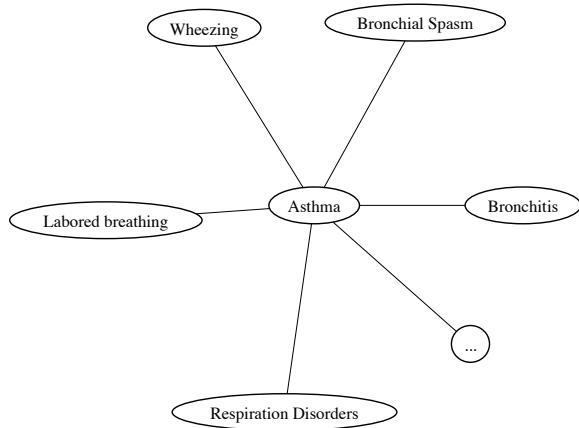 Wheezing
Bronchial Spasm
Asthma
Labored breathing
Bronchitis
...
Respiration Disorders